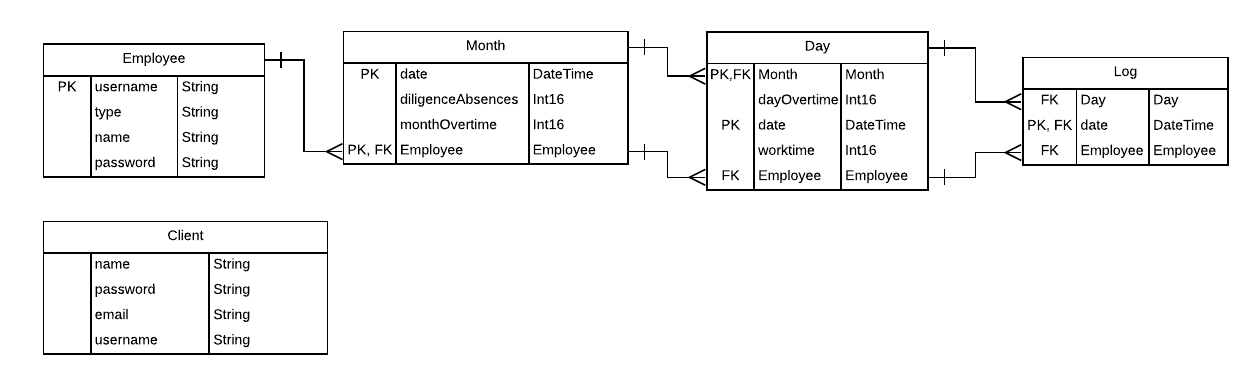 Employee
PK username String
type String
name String
password String
Month
PK date DateTime
diligenceAbsences Int16
monthOvertime Int16
PK, FK Employee Employee
Day
PK,FK Month Month
dayOvertime Int16
PK date DateTime
worktime Int16
FK Employee Employee
Log
FK Day Day
PK, FK date DateTime
FK Employee Employee
Client
name String
password String
email String
username String